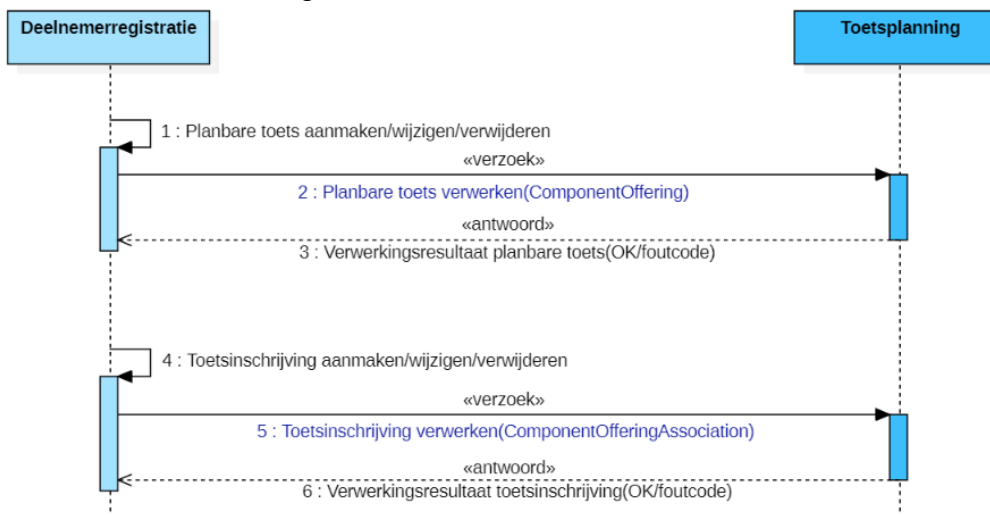 Deelnemerregistratie
Toetsplanning
1 : Planbare toets aanmaken/wijzigen/verwijderen
«verzoek»
2 : Planbare toets verwerken(ComponentOffering)
«antwoord»
3 : Verwerkingsresultaat planbare toets(OK/foutcode)
4 : Toetsinschrijving aanmaken/wijzigen/verwijderen
«verzoek»
5 : Toetsinschrijving verwerken(ComponentOfferingAssociation)
«antwoord»
6 : Verwerkingsresultaat toetsinschrijving(OK/foutcode)